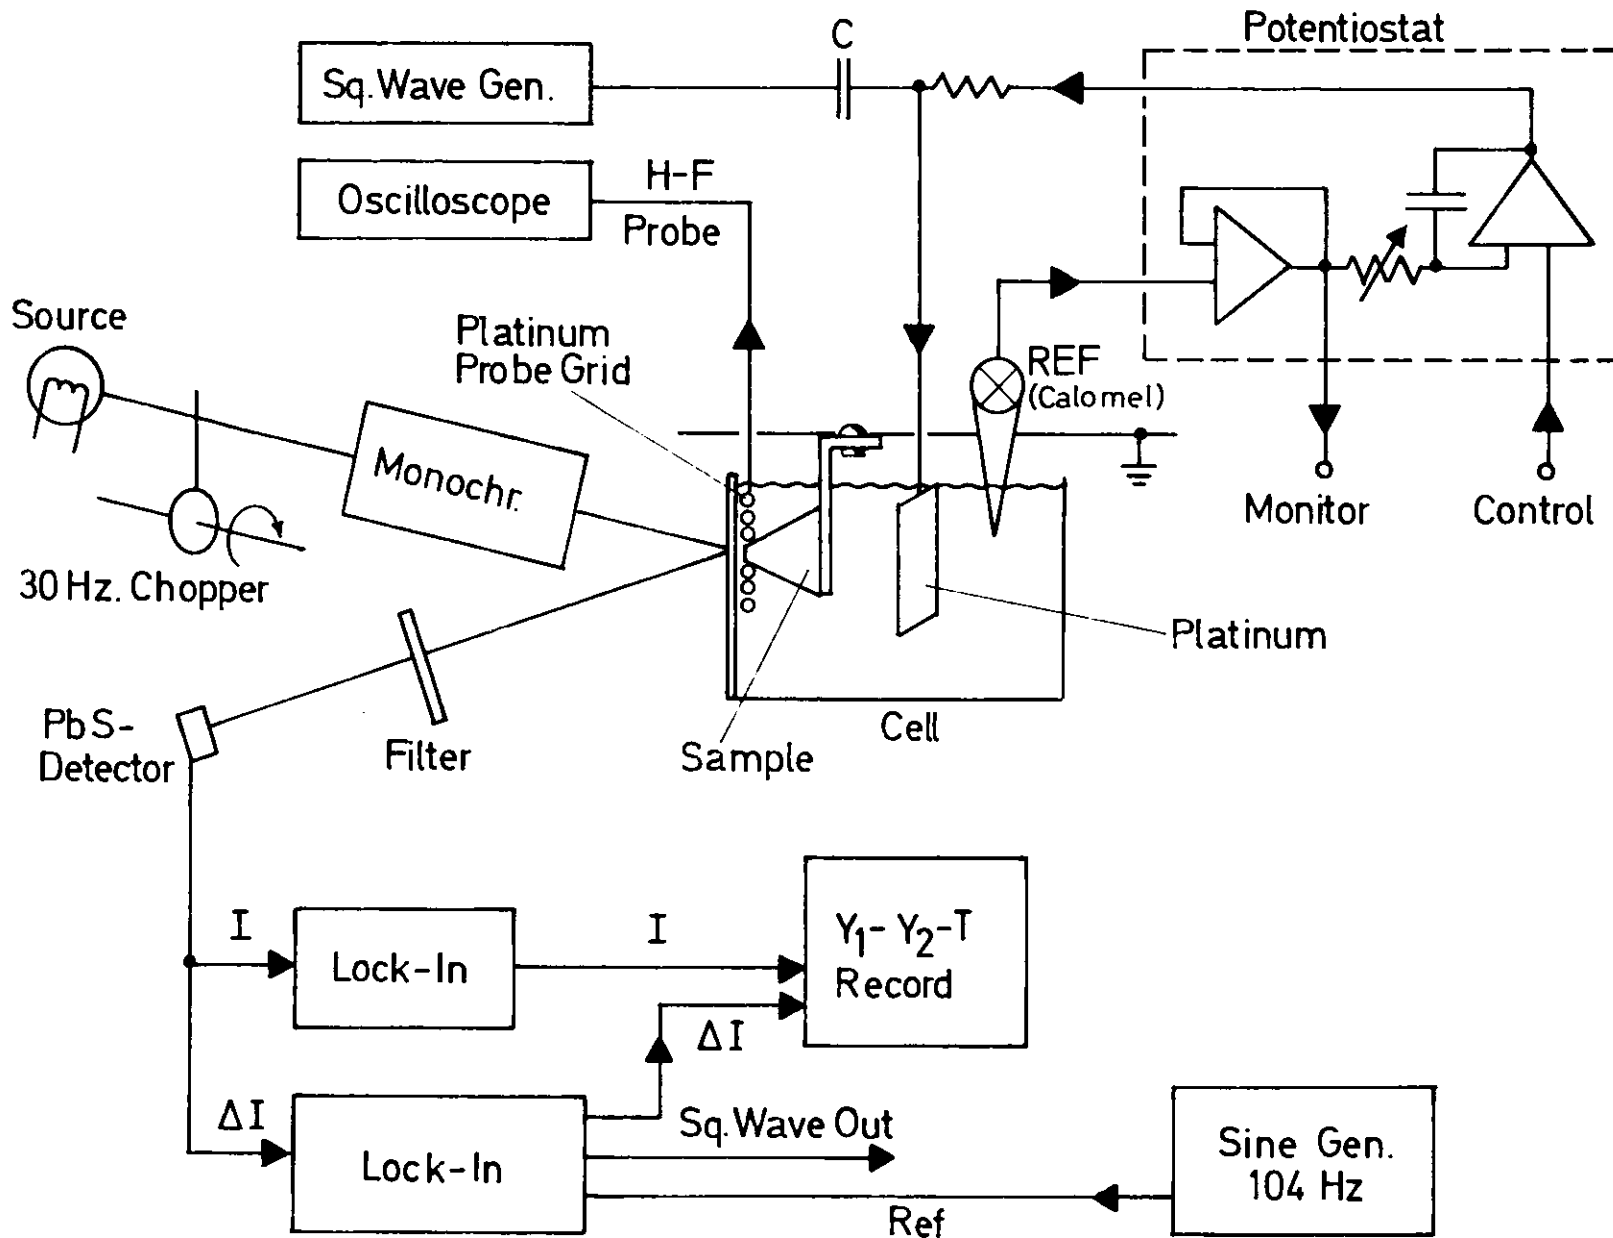 Potentiostat
C
Sq. Wave Gen.
Oscilloscope
H-F
Probe
Source
Platinum
Probe Grid
REF
(Calomel)
Monochr.
Monitor
Control
30 Hz. Chopper
Platinum
PbS-
Detector
Filter
Sample
Cell
I
Lock-In
I
Y1- Y2-T
Record
ΔI
ΔI
Lock-In
Sq. Wave Out
Ref
Sine Gen.
104 Hz